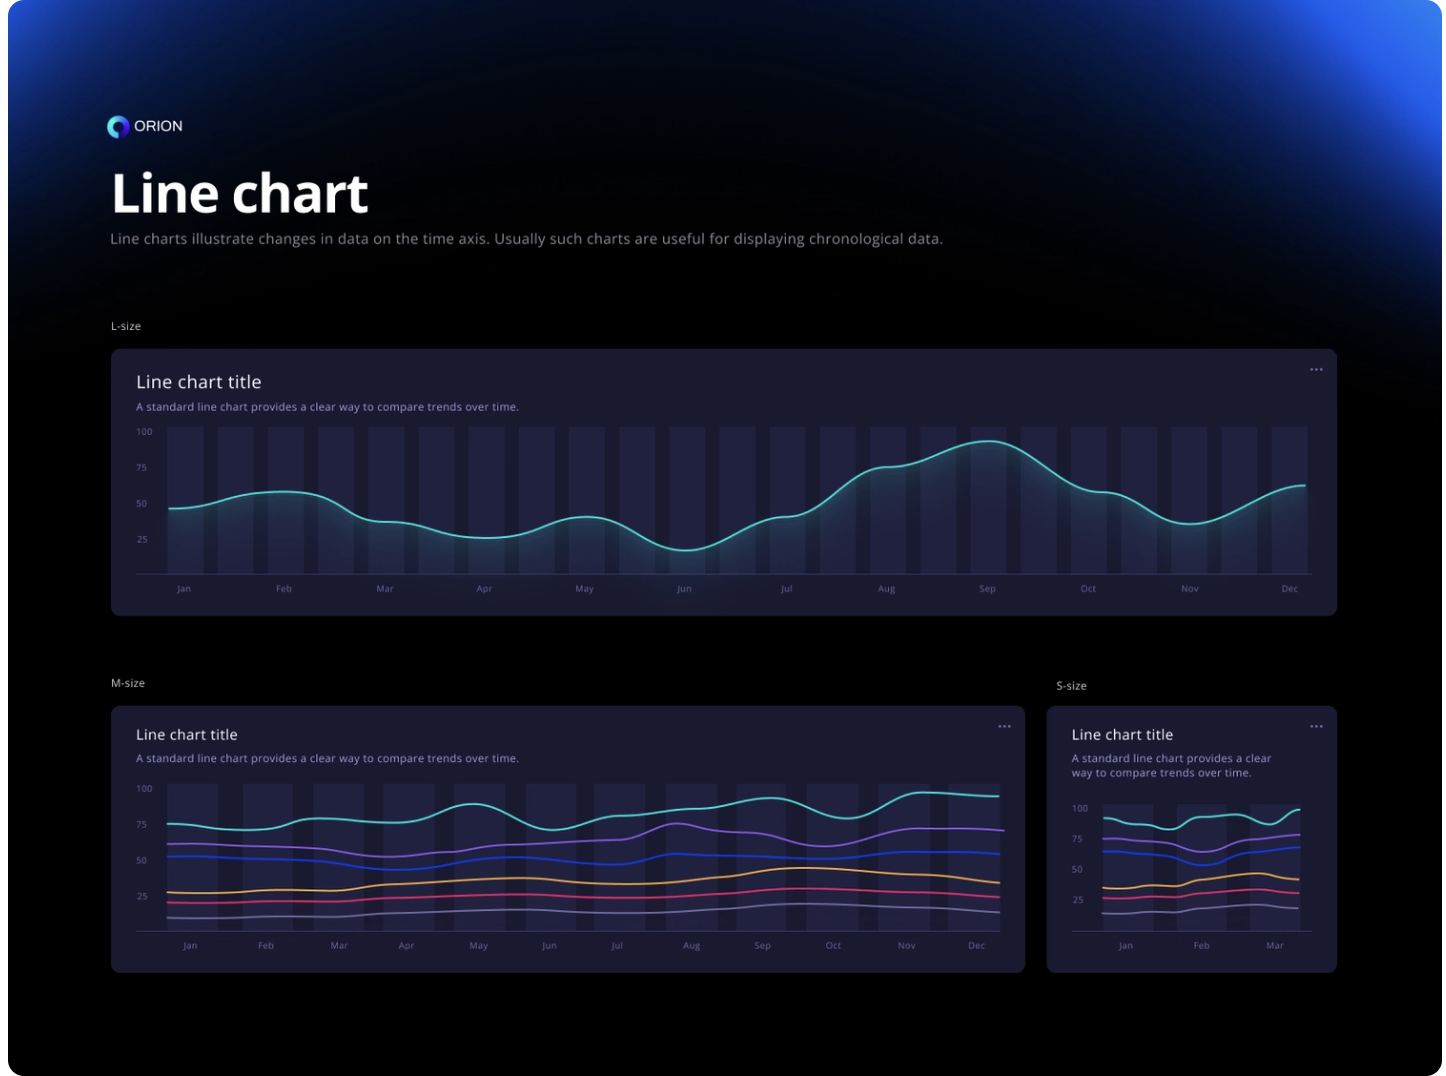 ORION
Line chart
Line charts illustrate changes in data on the time axis. Usually such charts are useful for displaying chronological data.
L-size
Line chart title
A standard line chart provides a clear way to compare trends over time.
100
75
50
25
Jan Feb Mar Apr May Jun Jul Aug Sep Oct Nov Dec
M-size
Line chart title
A standard line chart provides a clear way to compare trends over time.
100
75
50
25
Jan Feb Mar Apr May Jun Jul Aug Sep Oct Nov Dec
S-size
Line chart title
A standard line chart provides a clear
way to compare trends over time.
100
75
50
25
Jan Feb Mar